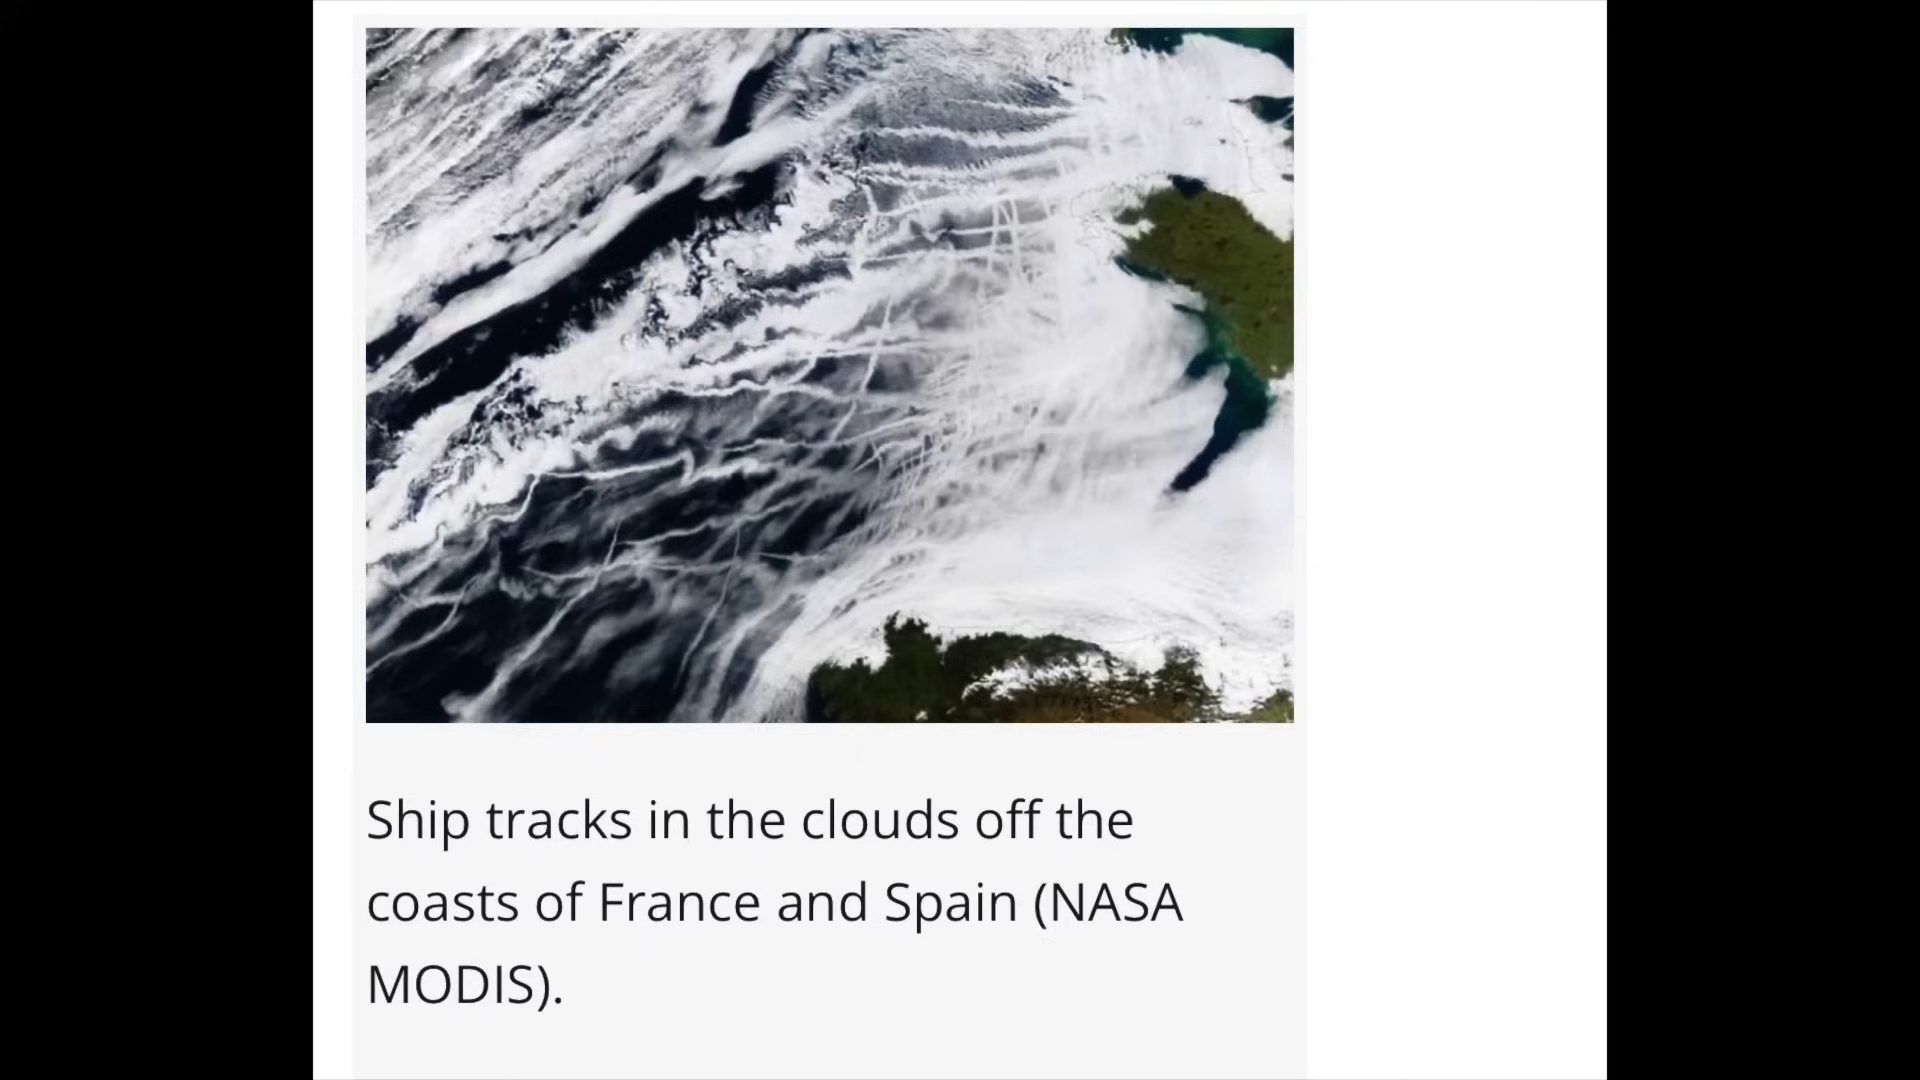 Ship tracks in the clouds off the
coasts of France and Spain (NASA
MODIS).